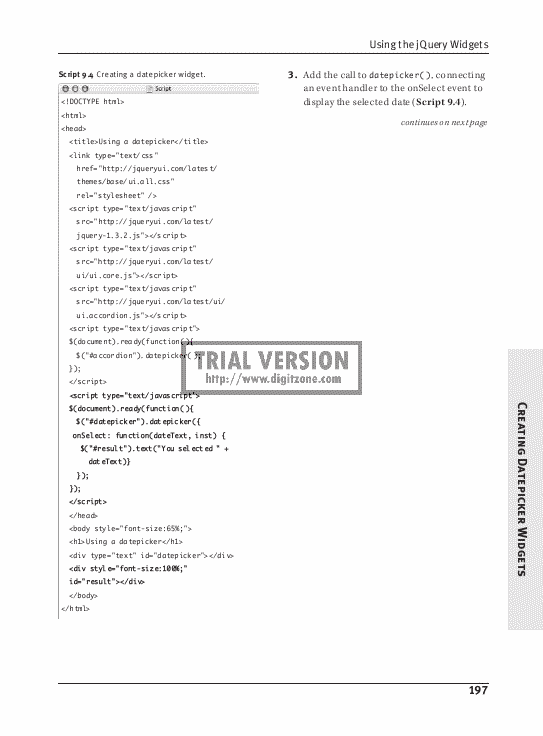 Using the jQuery Widgets
Script 9.4 Creating a datepicker widget.
Script
<!DOCTYPE html>
<html>
<head>
<title>Using a datepicker</title>
<link type="text/css"
href="http://jqueryui.com/latest/
themes/base/ui.all.css"
rel="stylesheet" />
<script type="text/javascript"
src="http://jqueryui.com/latest/
jquery-1.3.2.js"></script>
<script type="text/javascript"
src="http://jqueryui.com/latest/
ui/ui.core.js"></script>
<script type="text/javascript"
src="http://jqueryui.com/latest/ui/
ui.accordion.js"></script>
<script type="text/javascript">
$(document).ready(function(){
$("#accordion").datepicker();
});
</script>
<script type="text/javascript">
$(document).ready(function(){
$("#datepicker").datepicker({
onSelect: function(dateText, inst) {
$("#result").text("You selected " +
dateText)}
});
});
</script>
</head>
<body style="font-size:65%;">
<h1>Using a datepicker</h1>
<div type="text" id="datepicker"></div>
<div style="font-size:100%;"
id="result"></div>
</body>
</html>
3. Add the call to datepicker(), connecting
an event handler to the onSelect event to
display the selected date (Script 9.4).
continues on next page
TRIAL VERSION
http://www.digitzone.com
Creating Datepicker Widgets
197